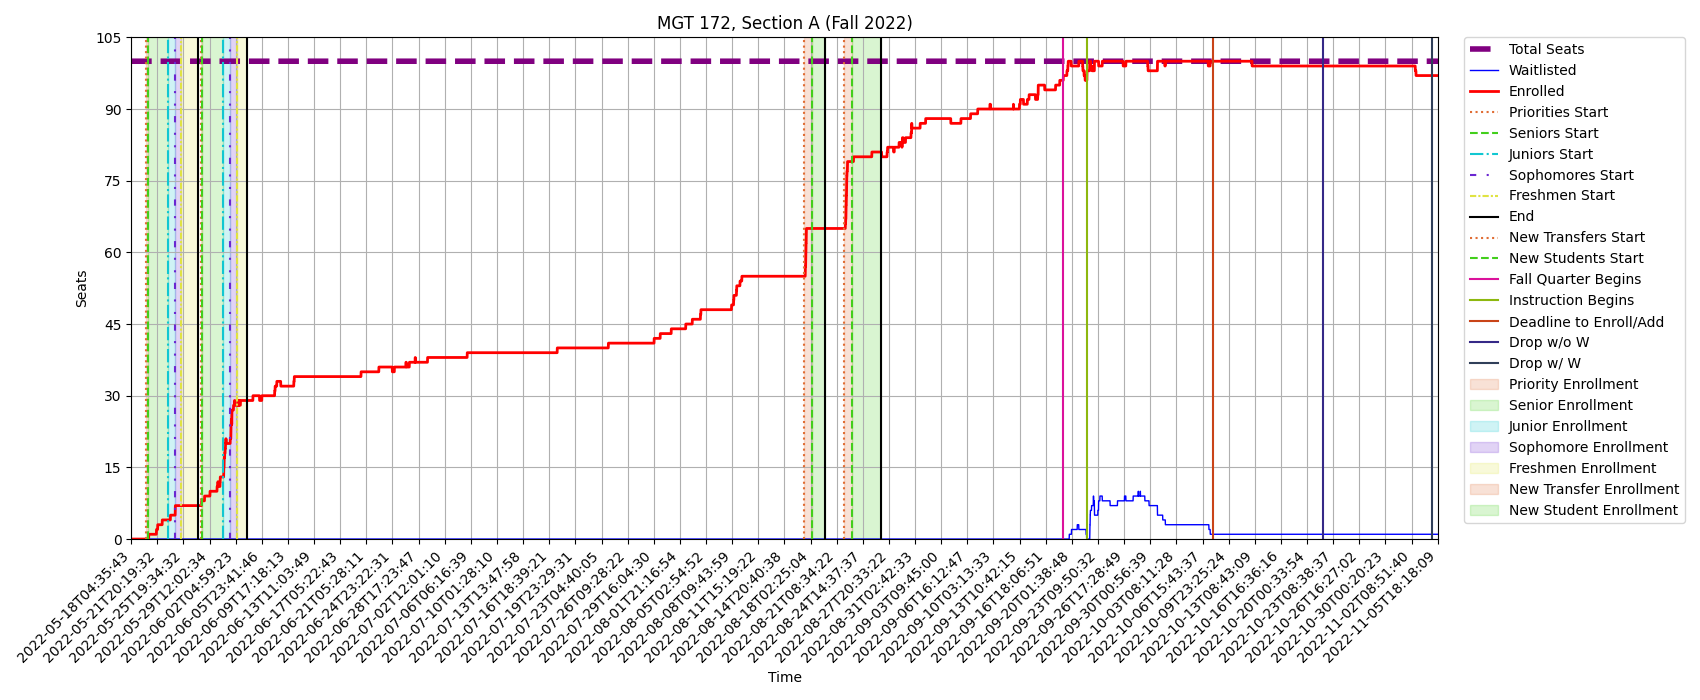 MGT 172, Section A (Fall 2022)
105
90
75
60
45
30
15
0
Seats
2022-05-18T04:35:43
2022-05-21T20:19:32
2022-05-25T19:34:32
2022-05-29T12:02:34
2022-06-02T04:59:23
2022-06-05T23:41:46
2022-06-09T17:18:13
2022-06-13T11:03:49
2022-06-17T05:22:43
2022-06-21T05:28:11
2022-06-24T23:22:31
2022-06-28T17:23:47
2022-07-02T12:01:10
2022-07-06T06:16:39
2022-07-10T01:28:10
2022-07-13T13:47:58
2022-07-16T18:39:21
2022-07-19T23:29:31
2022-07-23T04:40:05
2022-07-26T09:28:22
2022-07-29T16:04:30
2022-08-01T21:16:54
2022-08-05T02:54:52
2022-08-08T09:43:59
2022-08-11T15:19:22
2022-08-14T20:40:38
2022-08-18T02:25:04
2022-08-21T08:34:22
2022-08-24T14:37:37
2022-08-27T20:33:22
2022-08-31T02:42:33
2022-09-03T09:45:00
2022-09-06T16:12:47
2022-09-10T03:13:33
2022-09-13T10:42:15
2022-09-16T18:06:51
2022-09-20T01:38:48
2022-09-23T09:50:32
2022-09-26T17:28:49
2022-09-30T00:56:39
2022-10-03T08:11:28
2022-10-06T15:43:37
2022-10-09T23:25:24
2022-10-13T08:43:09
2022-10-16T16:36:16
2022-10-20T00:33:54
2022-10-23T08:38:37
2022-10-26T16:27:02
2022-10-30T00:20:23
2022-11-02T08:51:40
2022-11-05T18:18:09
Time
Total Seats
Waitlisted
Enrolled
Priorities Start
Seniors Start
Juniors Start
Sophomores Start
Freshmen Start
End
New Transfers Start
New Students Start
Fall Quarter Begins
Instruction Begins
Deadline to Enroll/Add
Drop w/o W
Drop w/ W
Priority Enrollment
Senior Enrollment
Junior Enrollment
Sophomore Enrollment
Freshmen Enrollment
New Transfer Enrollment
New Student Enrollment